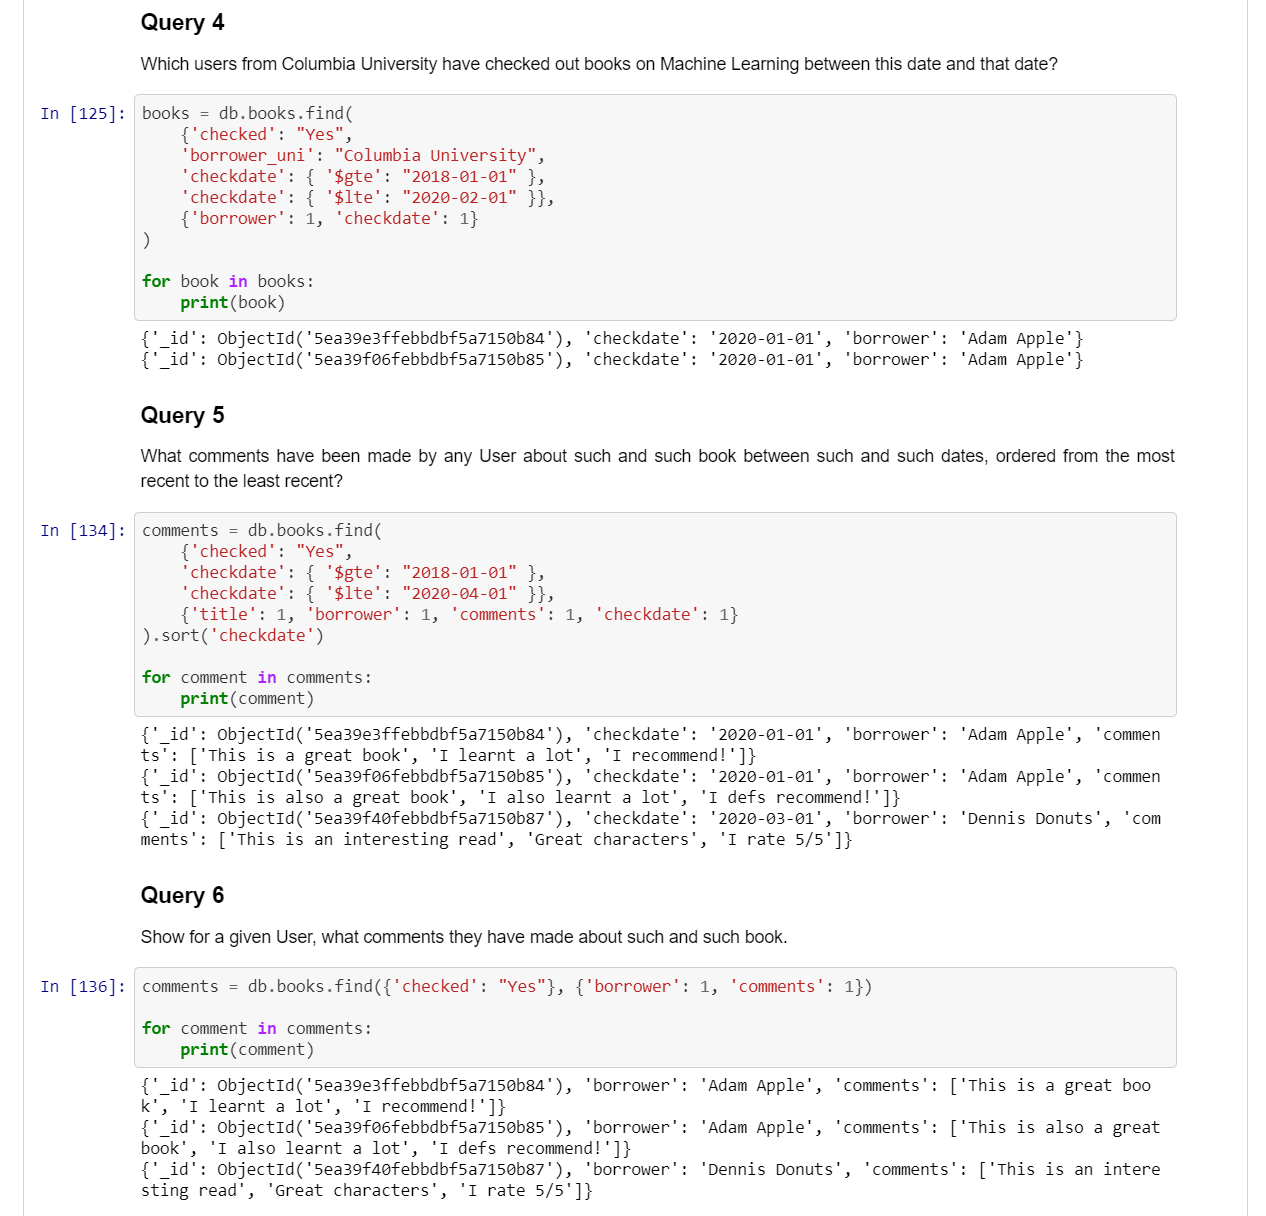 Query 4
Which users from Columbia University have checked out books on Machine Learning between this date and that date?
In [125]: books = db.books.find(
    {'checked': "Yes",
    'borrower_uni': "Columbia University",
    'checkdate': { '$gte': "2018-01-01" },
    'checkdate': { '$lte': "2020-02-01" }},
    {'borrower': 1, 'checkdate': 1}
)
for book in books:
    print(book)
{'_id': ObjectId('5ea39e3ffebbdbf5a7150b84'), 'checkdate': '2020-01-01', 'borrower': 'Adam Apple'}
{'_id': ObjectId('5ea39f06febbdbf5a7150b85'), 'checkdate': '2020-01-01', 'borrower': 'Adam Apple'}
Query 5
What comments have been made by any User about such and such book between such and such dates, ordered from the most
recent to the least recent?
In [134]: comments = db.books.find(
    {'checked': "Yes",
    'checkdate': { '$gte': "2018-01-01" },
    'checkdate': { '$lte': "2020-04-01" }},
    {'title': 1, 'borrower': 1, 'comments': 1, 'checkdate': 1}
).sort('checkdate')
for comment in comments:
    print(comment)
{'_id': ObjectId('5ea39e3ffebbdbf5a7150b84'), 'checkdate': '2020-01-01', 'borrower': 'Adam Apple', 'commen
ts': ['This is a great book', 'I learnt a lot', 'I recommend!']}
{'_id': ObjectId('5ea39f06febbdbf5a7150b85'), 'checkdate': '2020-01-01', 'borrower': 'Adam Apple', 'commen
ts': ['This is also a great book', 'I also learnt a lot', 'I defs recommend!']}
{'_id': ObjectId('5ea39f40febbdbf5a7150b87'), 'checkdate': '2020-03-01', 'borrower': 'Dennis Donuts', 'com
ments': ['This is an interesting read', 'Great characters', 'I rate 5/5']}
Query 6
Show for a given User, what comments they have made about such and such book.
In [136]: comments = db.books.find({'checked': "Yes"}, {'borrower': 1, 'comments': 1})
for comment in comments:
    print(comment)
{'_id': ObjectId('5ea39e3ffebbdbf5a7150b84'), 'borrower': 'Adam Apple', 'comments': ['This is a great boo
k', 'I learnt a lot', 'I recommend!']}
{'_id': ObjectId('5ea39f06febbdbf5a7150b85'), 'borrower': 'Adam Apple', 'comments': ['This is also a great
book', 'I also learnt a lot', 'I defs recommend!']}
{'_id': ObjectId('5ea39f40febbdbf5a7150b87'), 'borrower': 'Dennis Donuts', 'comments': ['This is an intere
sting read', 'Great characters', 'I rate 5/5']}